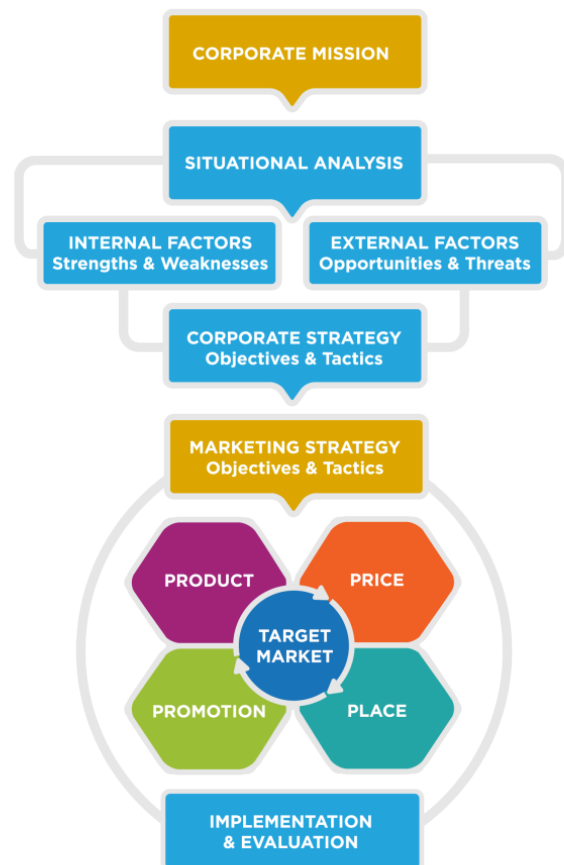 CORPORATE MISSION
SITUATIONAL ANALYSIS
INTERNAL FACTORS
Strengths & Weaknesses
EXTERNAL FACTORS
Opportunities & Threats
CORPORATE STRATEGY
Objectives & Tactics
MARKETING STRATEGY
Objectives & Tactics
PRODUCT
PRICE
TARGET
MARKET
PROMOTION
PLACE
IMPLEMENTATION
& EVALUATION